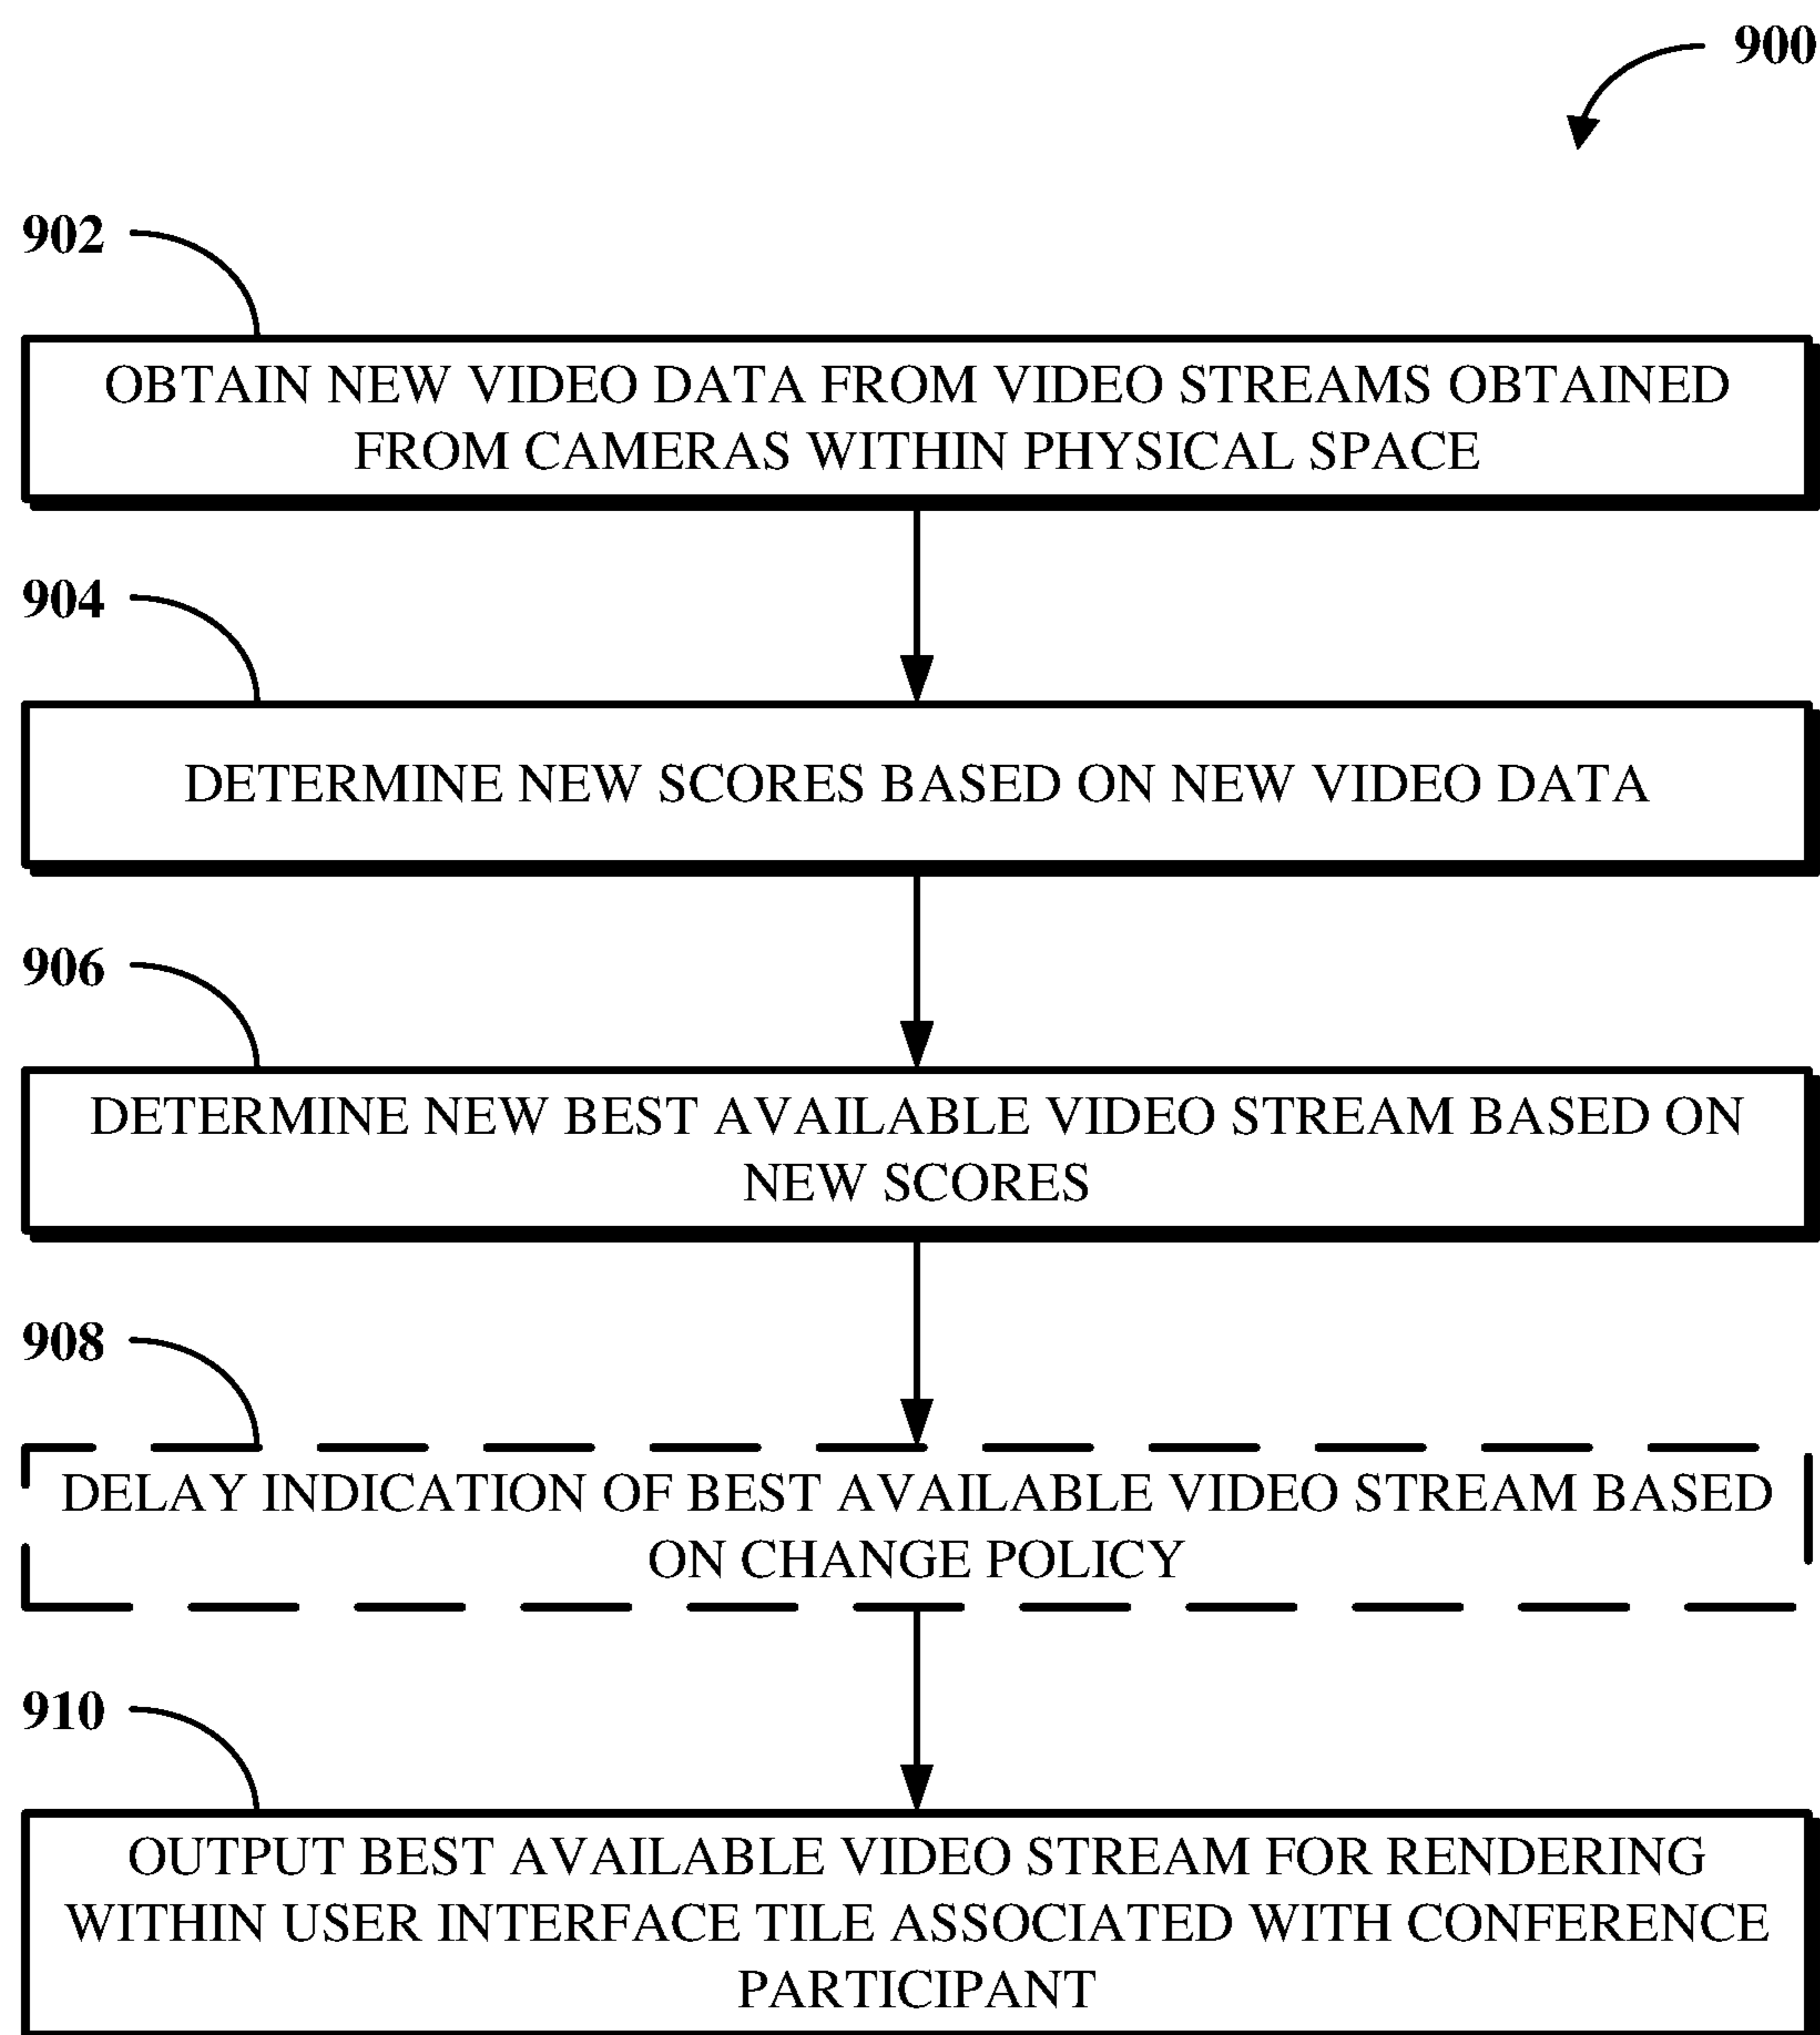 900
902
OBTAIN NEW VIDEO DATA FROM VIDEO STREAMS OBTAINED
FROM CAMERAS WITHIN PHYSICAL SPACE
904
DETERMINE NEW SCORES BASED ON NEW VIDEO DATA
906
DETERMINE NEW BEST AVAILABLE VIDEO STREAM BASED ON
NEW SCORES
908
DELAY INDICATION OF BEST AVAILABLE VIDEO STREAM BASED
ON CHANGE POLICY
910
OUTPUT BEST AVAILABLE VIDEO STREAM FOR RENDERING
WITHIN USER INTERFACE TILE ASSOCIATED WITH CONFERENCE
PARTICIPANT